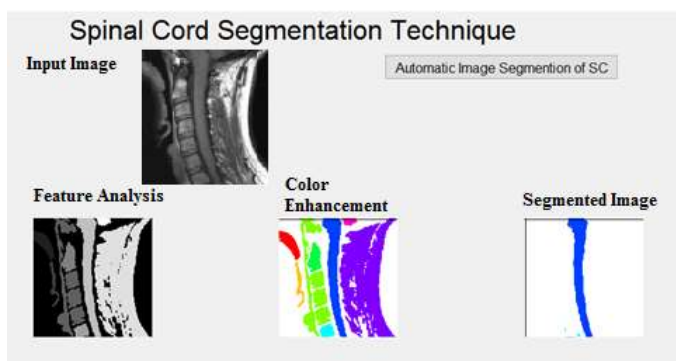 Spinal Cord Segmentation Technique
Input Image
Automatic Image Segmention of SC
Feature Analysis
Color
Enhancement
Segmented Image